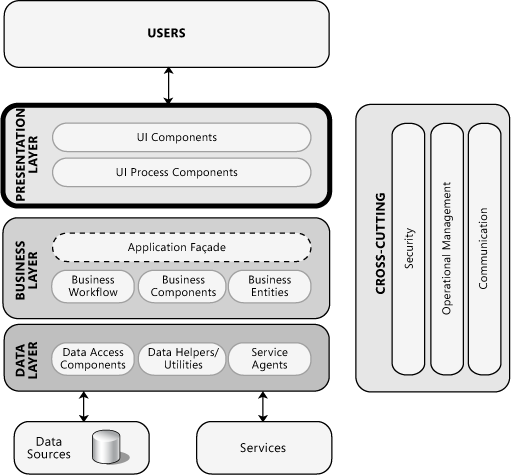 USERS
PRESENTATION
LAYER
UI Components
UI Process Components
BUSINESS
LAYER
Application Façade
Business
Workflow
Business
Components
Business
Entities
DATA
LAYER
Data Access
Components
Data Helpers/
Utilities
Service
Agents
Data
Sources
Services
CROSS-CUTTING
Security
Operational Management
Communication